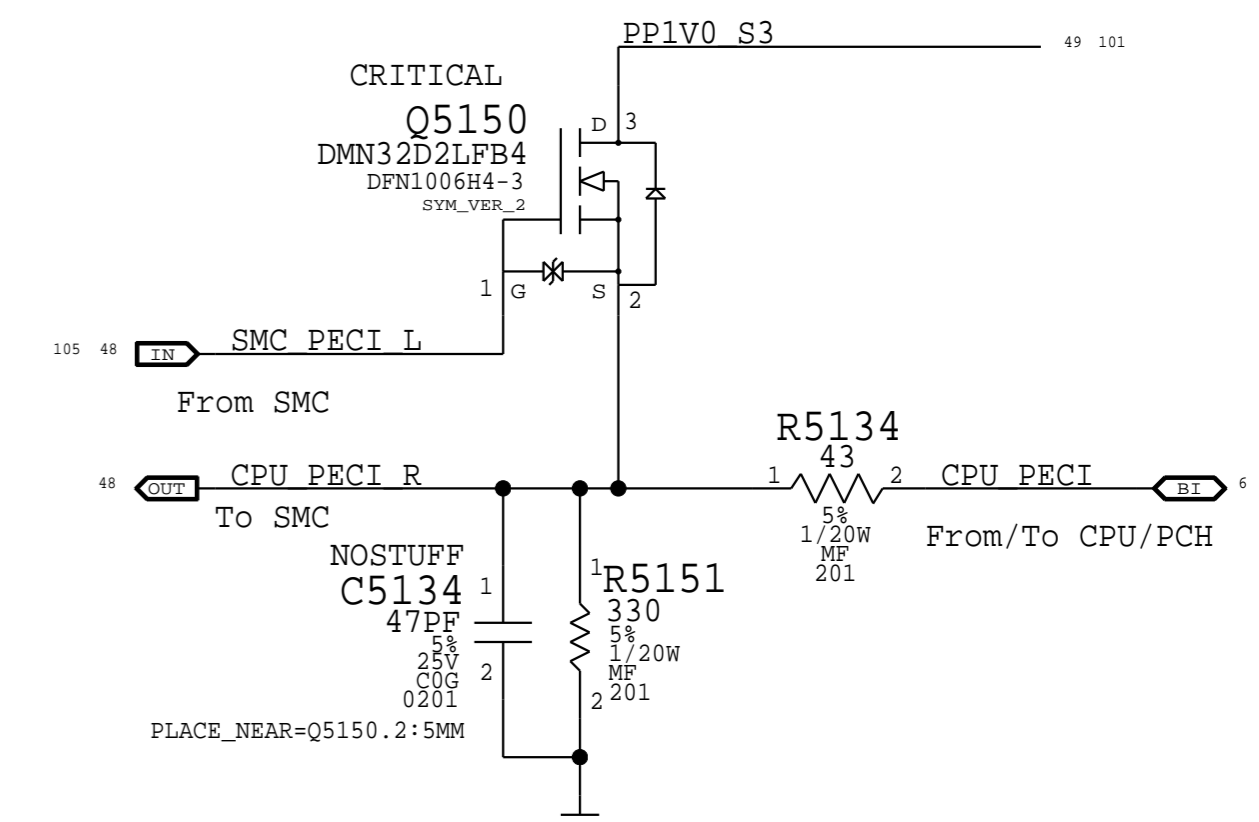 PP1V0_S3
49 101
CRITICAL
Q5150
DMN32D2LFB4
DFN1006H4-3
SYM_VER_2
D 3
1 G S 2
105 48 IN SMC_PECI_L
From SMC
48 OUT CPU_PECI_R
To SMC
R5134
43
1 2
5%
1/20W
MF
201
CPU_PECI BI 6
From/To CPU/PCH
NOSTUFF
C5134
47PF
5%
25V
C0G
0201
1
2
PLACE_NEAR=Q5150.2:5MM
1
R5151
330
5%
1/20W
MF
201
2